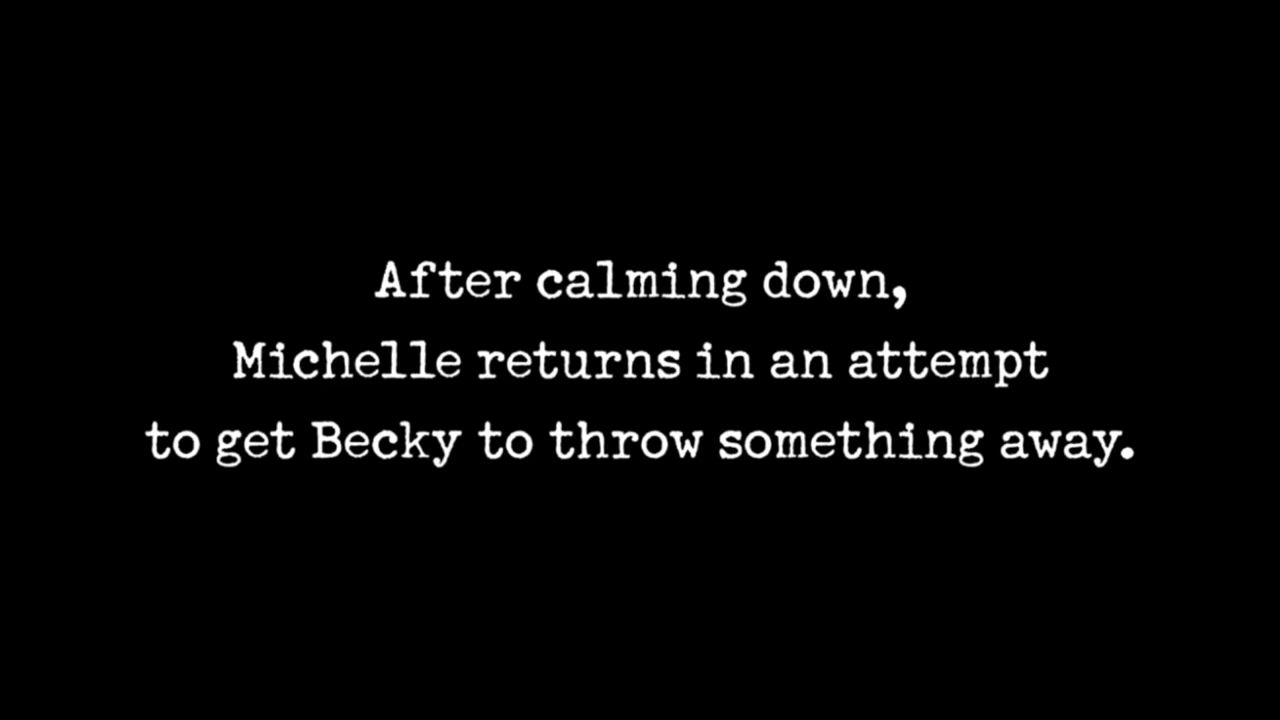 After calming down,
Michelle returns in an attempt
to get Becky to throw something away.